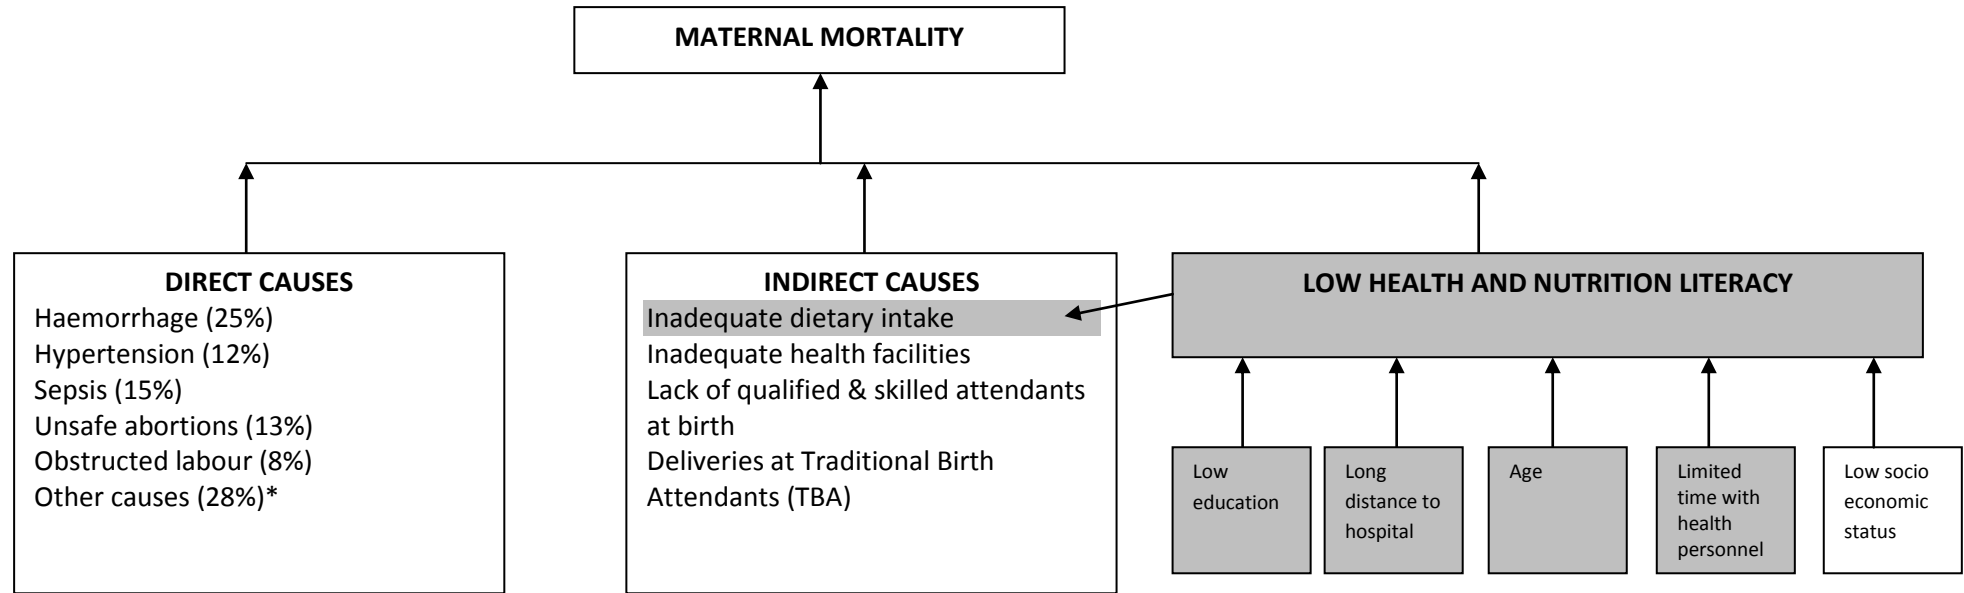 MATERNAL MORTALITY
DIRECT CAUSES
Haemorrhage (25%)
Hypertension (12%)
Sepsis (15%)
Unsafe abortions (13%)
Obstructed labour (8%)
Other causes (28%)*
INDIRECT CAUSES
Inadequate dietary intake
Inadequate health facilities
Lack of qualified & skilled attendants
at birth
Deliveries at Traditional Birth
Attendants (TBA)
LOW HEALTH AND NUTRITION LITERACY
Low
education
Long
distance to
hospital
Age
Limited
time with
health
personnel
Low socio
economic
status